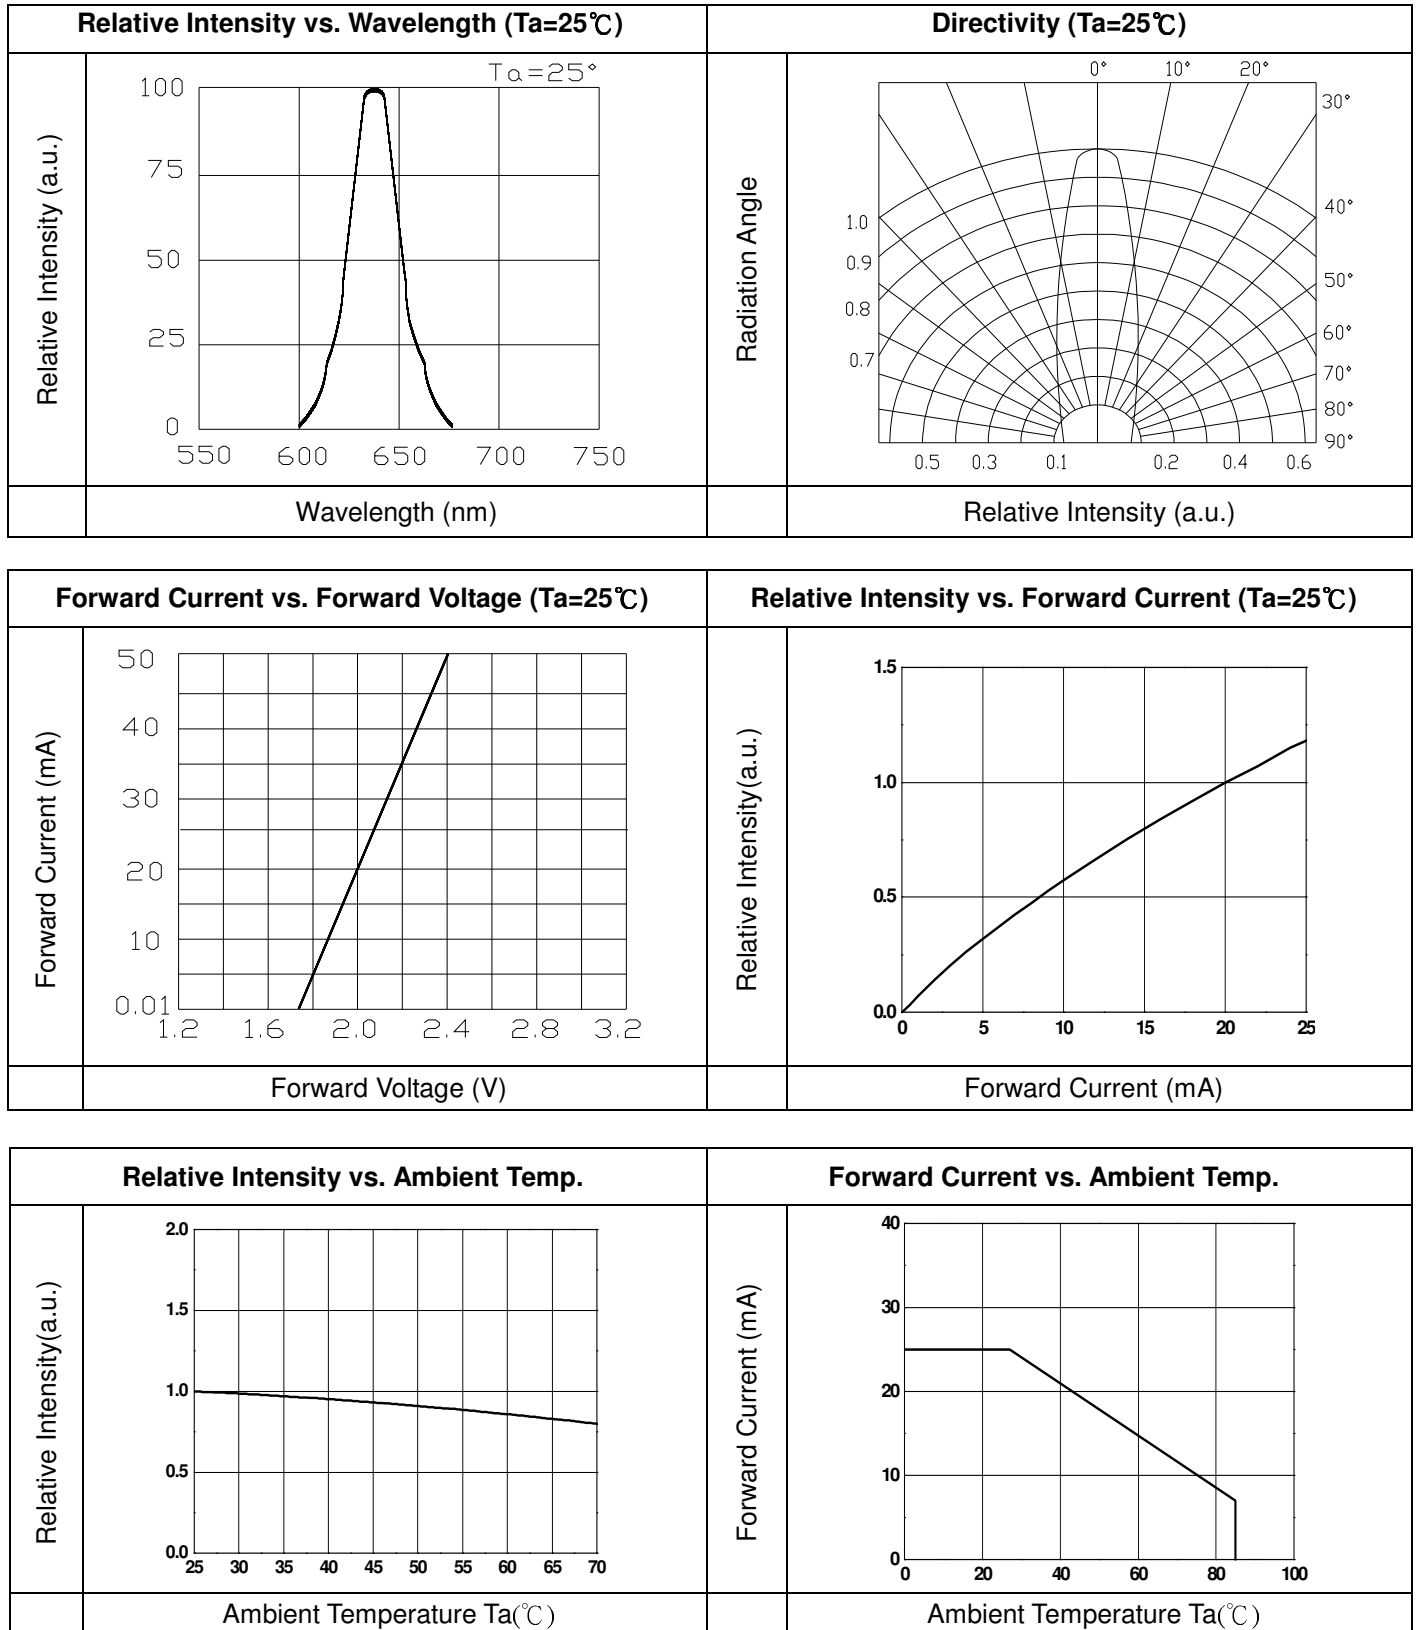 Relative Intensity vs. Wavelength (Ta=25℃)
Directivity (Ta=25℃)
Relative Intensity (a.u.)
Ta=25°
100
75
50
25
0
550 600 650 700 750
Wavelength (nm)
Radiation Angle
0° 10° 20°
30°
40°
50°
60°
70°
80°
90°
1.0
0.9
0.8
0.7
0.5 0.3 0.1 0.2 0.4 0.6
Relative Intensity (a.u.)
Forward Current vs. Forward Voltage (Ta=25℃)
Relative Intensity vs. Forward Current (Ta=25℃)
Forward Current (mA)
50
40
30
20
10
0.01
1.2 1.6 2.0 2.4 2.8 3.2
Forward Voltage (V)
Relative Intensity(a.u.)
1.5
1.0
0.5
0.0
0 5 10 15 20 25
Forward Current (mA)
Relative Intensity vs. Ambient Temp.
Forward Current vs. Ambient Temp.
Relative Intensity(a.u.)
2.0
1.5
1.0
0.5
0.0
25 30 35 40 45 50 55 60 65 70
Ambient Temperature Ta(℃)
Forward Current (mA)
40
30
20
10
0
0 20 40 60 80 100
Ambient Temperature Ta(℃)